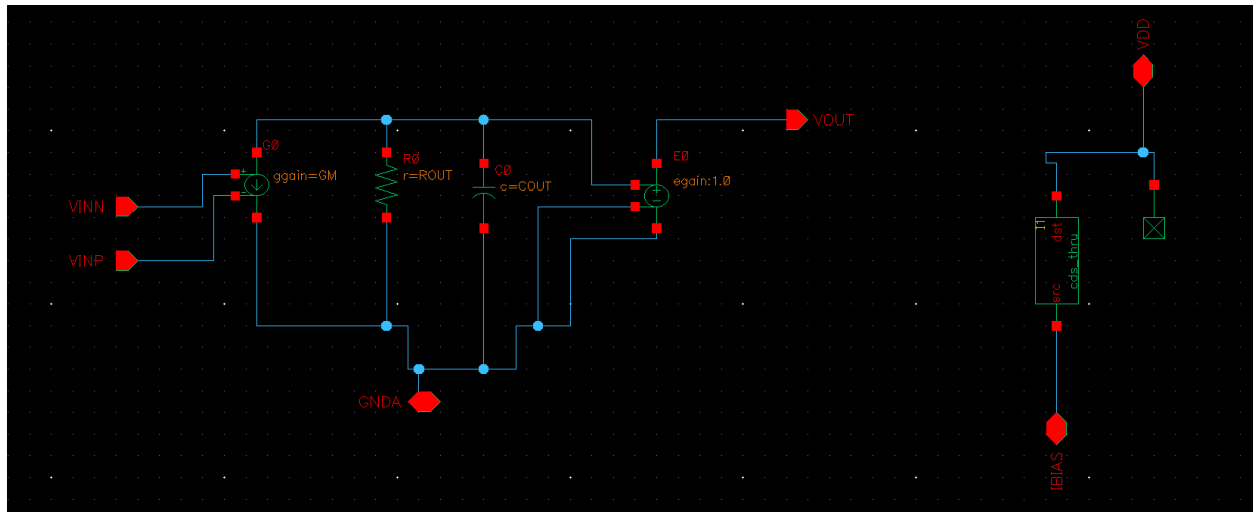 VDD
VOUT
G0
R0
C0
E0
ggain=GM
r=ROUT
c=COUT
egain:1.0
+
-
+
-
VINN
VINP
GNDA
I1
dst
cds_thru
src
IBIAS